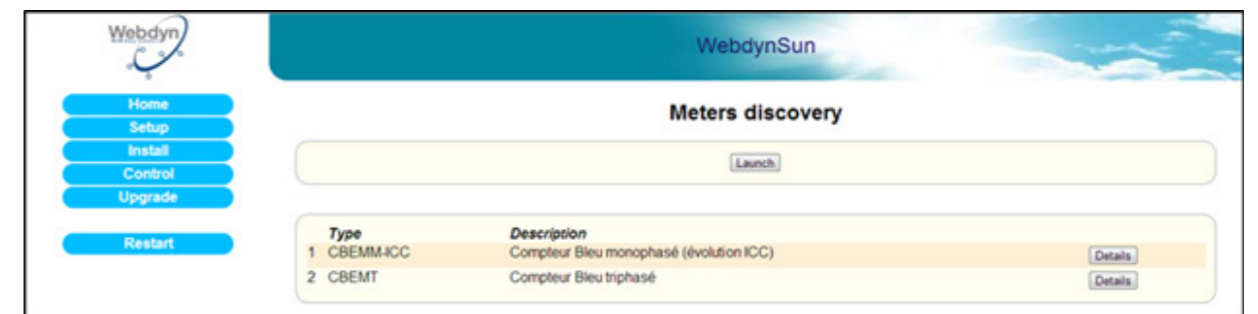 Webdyn
WebdynSun
Home
Setup
Install
Control
Upgrade
Restart
Meters discovery
Launch
Type Description
1 CBEMM-ICC Compteur Bleu monophasé (évolution ICC) Details
2 CBEMT Compteur Bleu triphasé Details